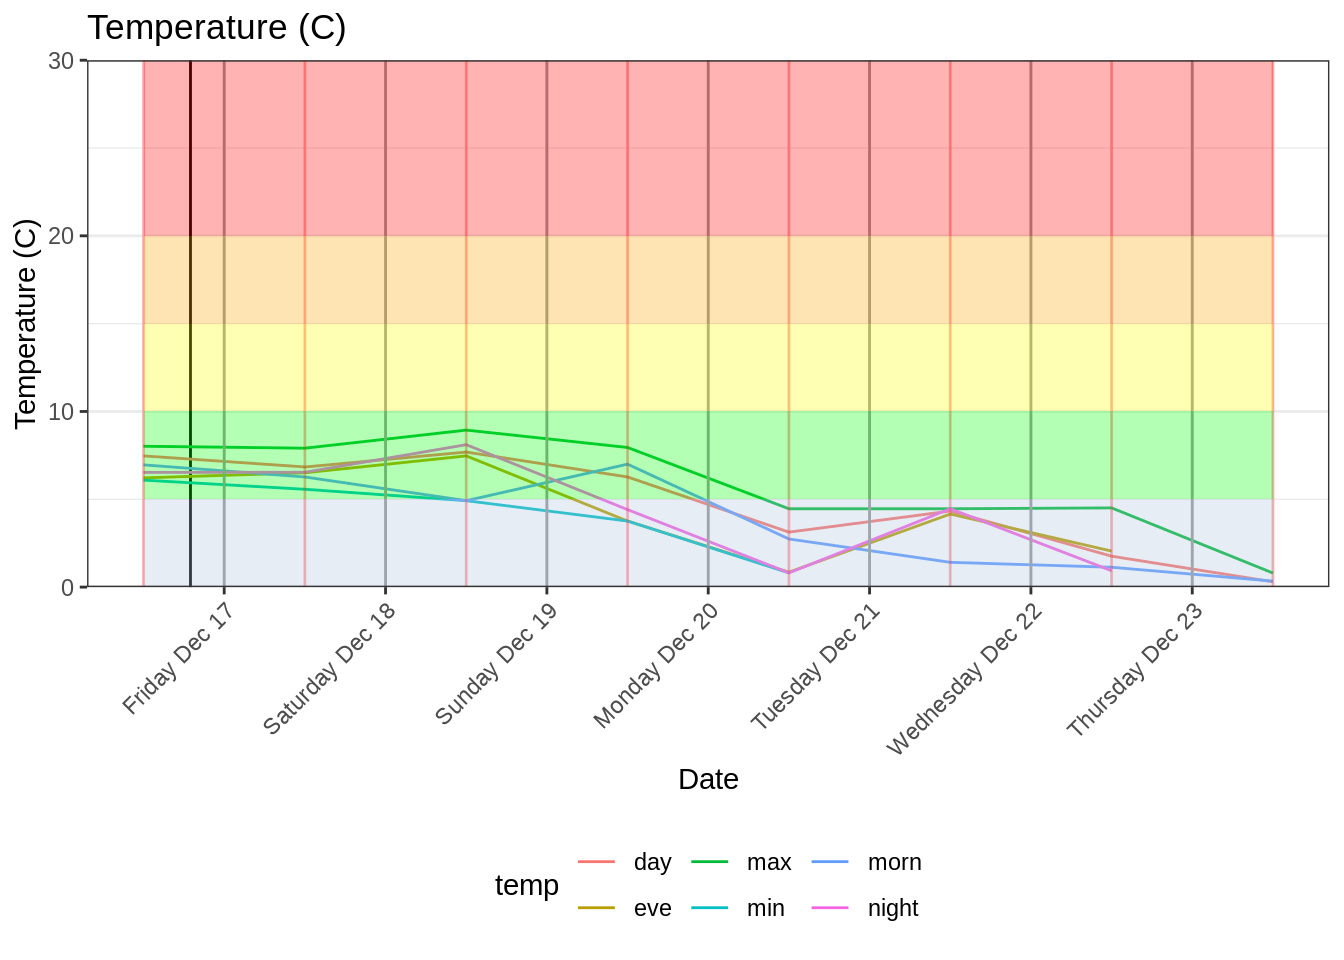 Temperature (C)
Temperature (C)
30
20
10
0
Friday Dec 17
Saturday Dec 18
Sunday Dec 19
Monday Dec 20
Tuesday Dec 21
Wednesday Dec 22
Thursday Dec 23
Date
temp
day
max
morn
eve
min
night